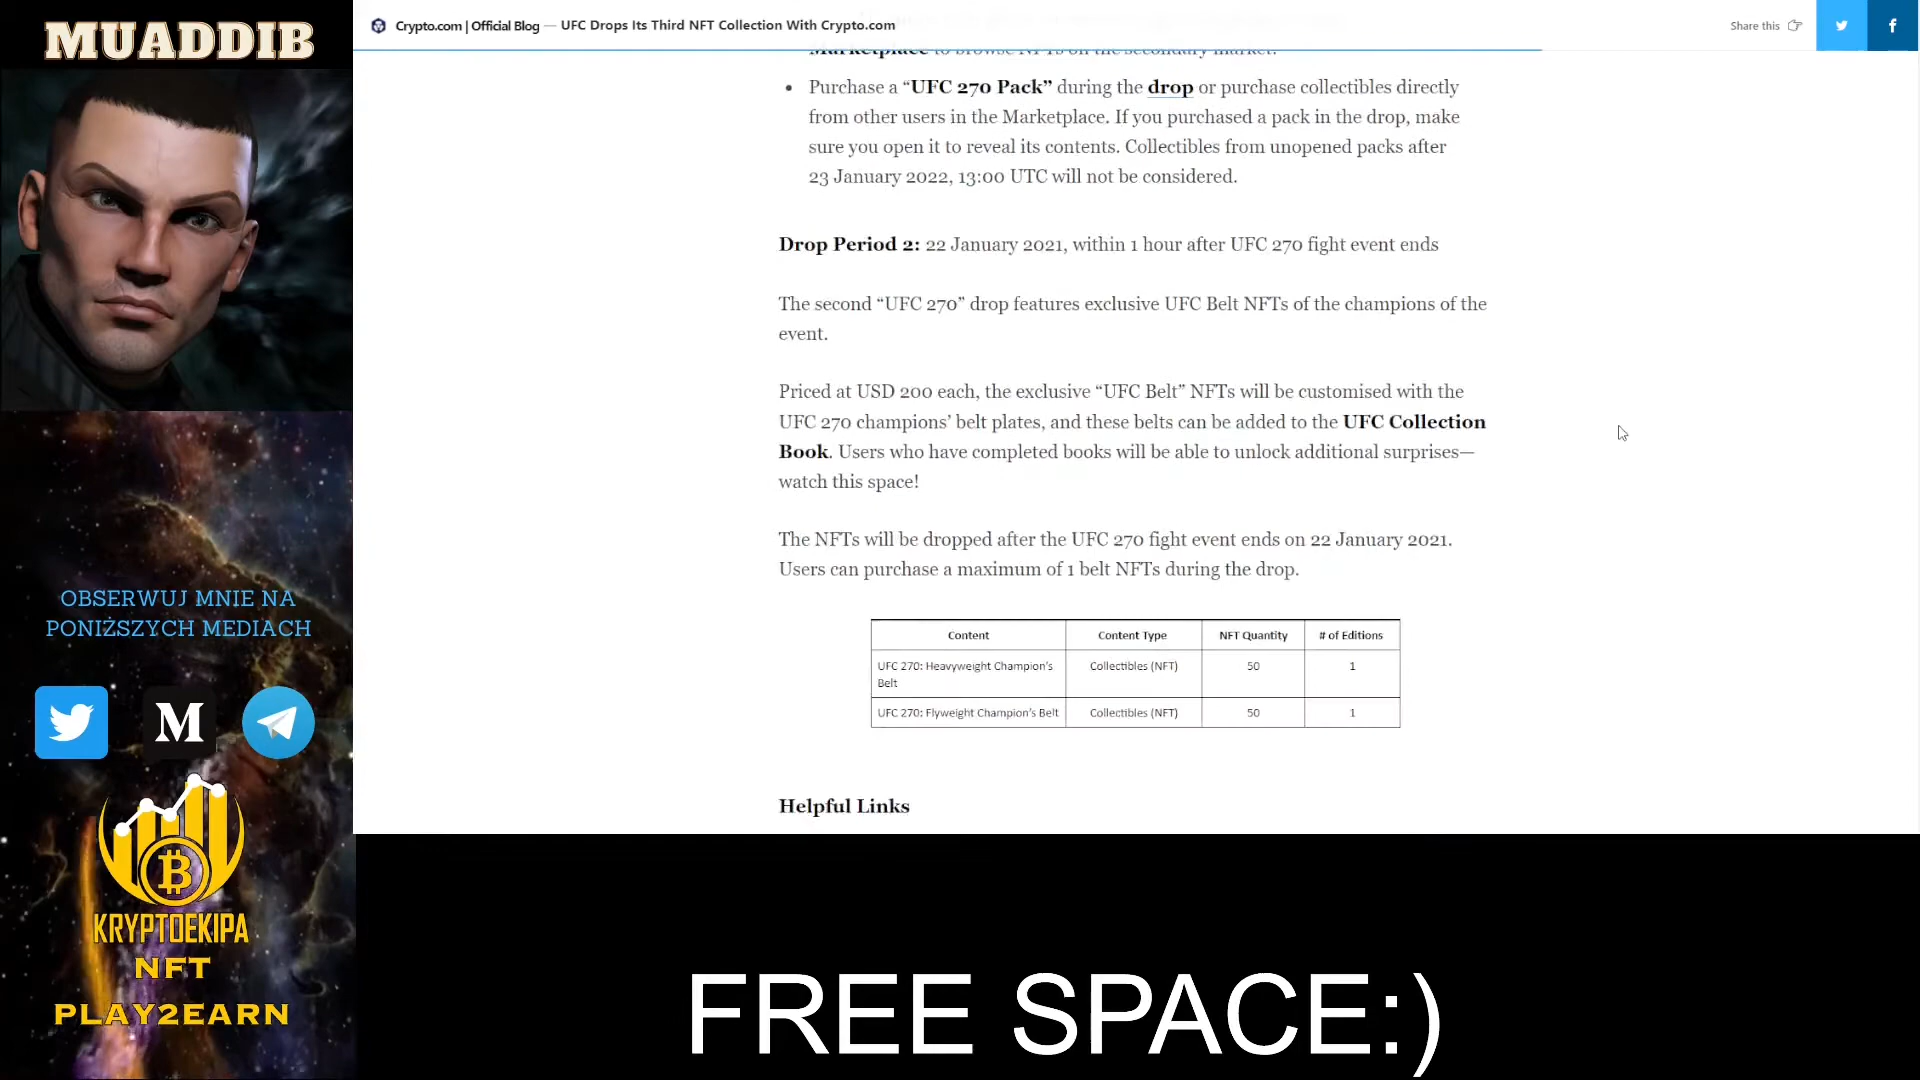 MUADDIB
Crypto.com | Official Blog — UFC Drops Its Third NFT Collection With Crypto.com
Share this
Marketplace to browse NFTs on the secondary market.
• Purchase a “UFC 270 Pack” during the drop or purchase collectibles directly
from other users in the Marketplace. If you purchased a pack in the drop, make
sure you open it to reveal its contents. Collectibles from unopened packs after
23 January 2022, 13:00 UTC will not be considered.
Drop Period 2: 22 January 2021, within 1 hour after UFC 270 fight event ends
The second “UFC 270” drop features exclusive UFC Belt NFTs of the champions of the
event.
Priced at USD 200 each, the exclusive “UFC Belt” NFTs will be customised with the
UFC 270 champions’ belt plates, and these belts can be added to the UFC Collection
Book. Users who have completed books will be able to unlock additional surprises—
watch this space!
The NFTs will be dropped after the UFC 270 fight event ends on 22 January 2021.
Users can purchase a maximum of 1 belt NFTs during the drop.
Content Content Type NFT Quantity # of Editions
UFC 270: Heavyweight Champion’s Collectibles (NFT) 50 1
Belt
UFC 270: Flyweight Champion’s Belt Collectibles (NFT) 50 1
Helpful Links
OBSERWUJ MNIE NA
PONIŻSZYCH MEDIACH
M
KRYPTOEKIPA
NFT
PLAY2EARN
FREE SPACE:)